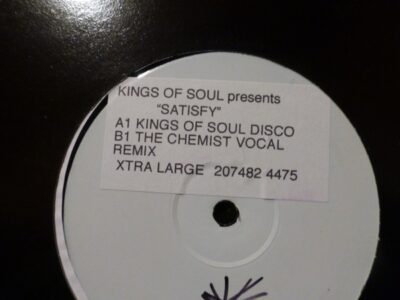 KINGS OF SOUL presents
"SATISFY"
A1 KINGS OF SOUL DISCO
B1 THE CHEMIST VOCAL
REMIX
XTRA LARGE 207482 4475